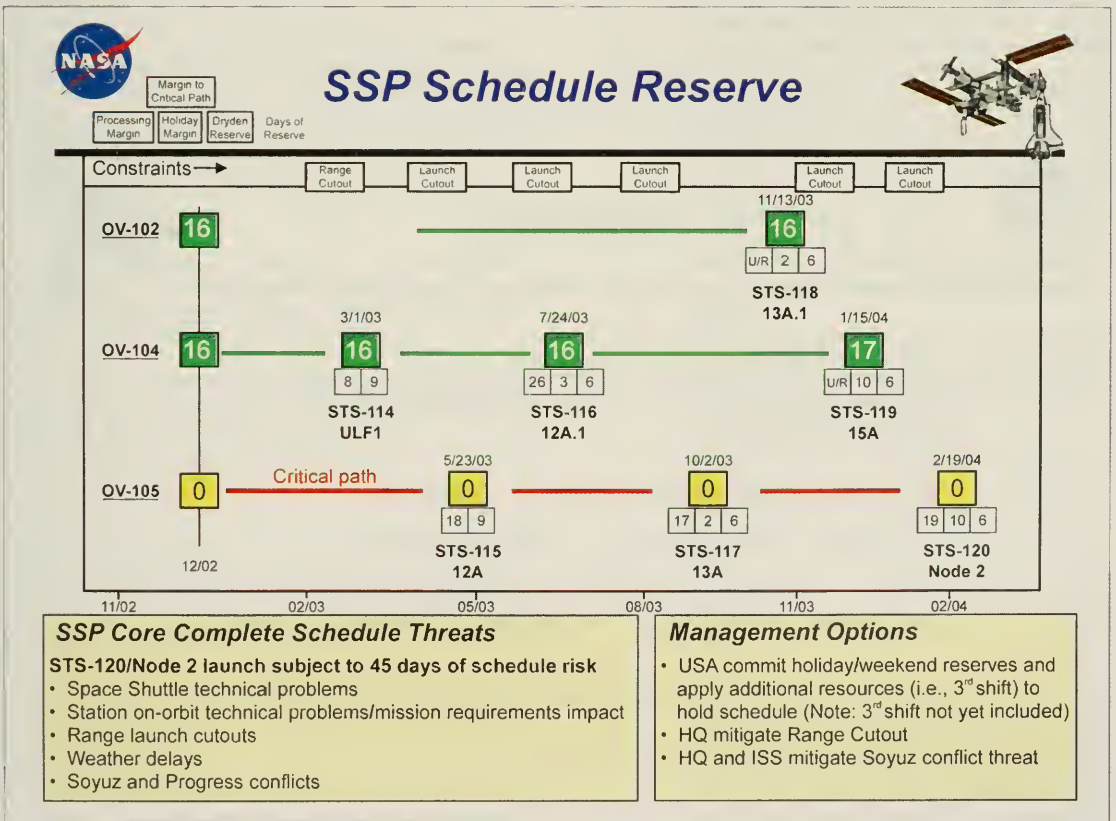 NASA
SSP Schedule Reserve
Margin to
Critical Path
Processing
Margin
Holiday
Margin
Dryden
Reserve
Days of
Reserve
Constraints
Range
Cutout
Launch
Cutout
Launch
Cutout
Launch
Cutout
Launch
Cutout
Launch
Cutout
OV-102
16
11/13/03
16
U/R 2 6
STS-118
13A.1
OV-104
16
3/1/03
16
8 9
STS-114
ULF1
7/24/03
16
26 3 6
STS-116
12A.1
1/15/04
17
U/R 10 6
STS-119
15A
OV-105
0
Critical path
5/23/03
0
18 9
STS-115
12A
10/2/03
0
17 2 6
STS-117
13A
2/19/04
0
19 10 6
STS-120
Node 2
12/02
11/02 02/03 05/03 08/03 11/03 02/04
SSP Core Complete Schedule Threats
STS-120/Node 2 launch subject to 45 days of schedule risk
• Space Shuttle technical problems
• Station on-orbit technical problems/mission requirements impact
• Range launch cutouts
• Weather delays
• Soyuz and Progress conflicts
Management Options
• USA commit holiday/weekend reserves and
apply additional resources (i.e., 3rd shift) to
hold schedule (Note: 3rd shift not yet included)
• HQ mitigate Range Cutout
• HQ and ISS mitigate Soyuz conflict threat